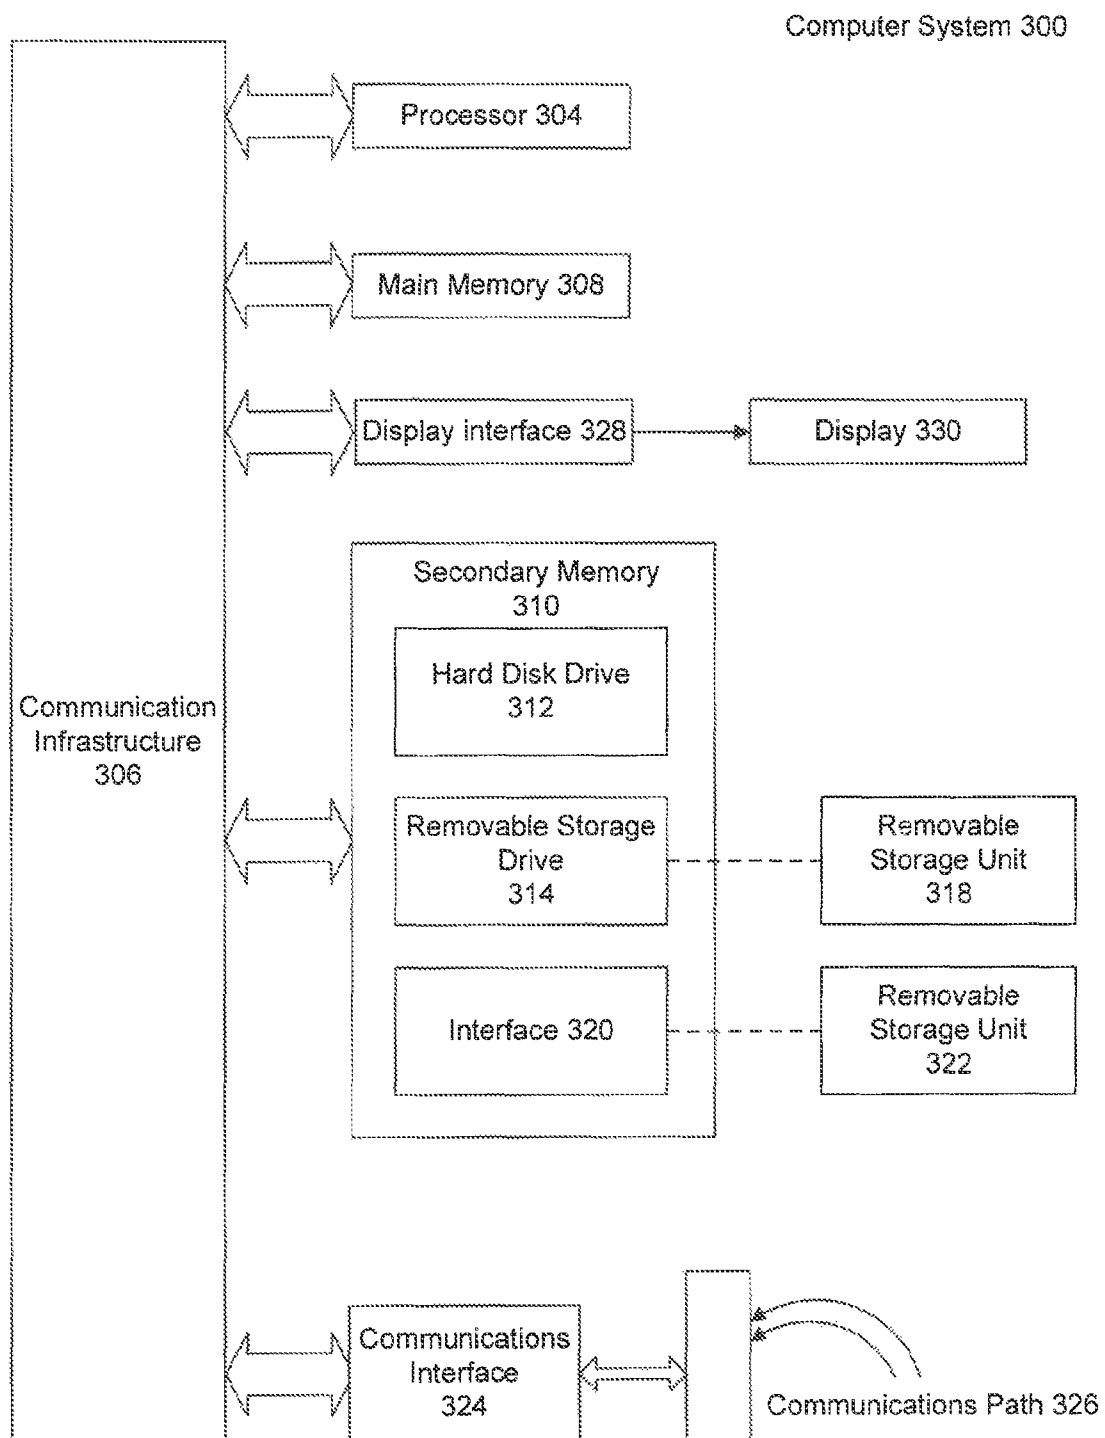 Computer System 300
Processor 304
Main Memory 308
Display interface 328
Display 330
Secondary Memory
310
Hard Disk Drive
312
Communication
Infrastructure
306
Removable Storage
Drive
314
Removable
Storage Unit
318
Interface 320
Removable
Storage Unit
322
Communications
Interface
324
Communications Path 326